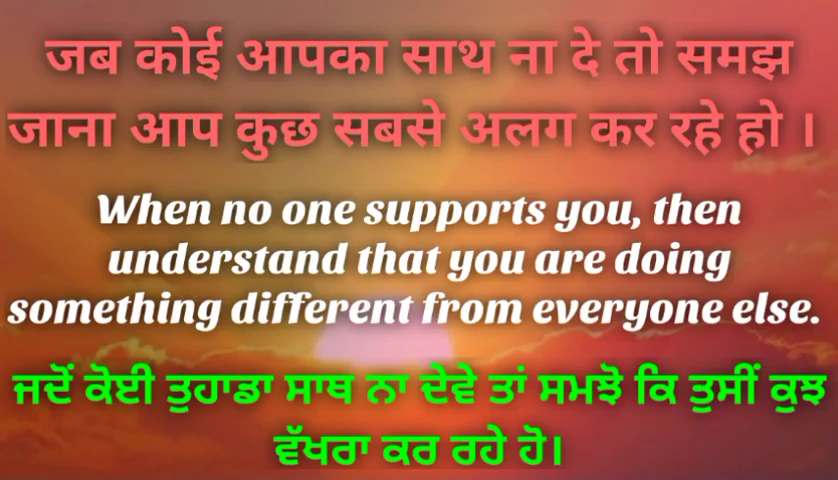 जब कोई आपका साथ ना दे तो समझ
जाना आप कुछ सबसे अलग कर रहे हो ।
When no one supports you, then
understand that you are doing
something different from everyone else.
ਜਦੋਂ ਕੋਈ ਤੁਹਾਡਾ ਸਾਥ ਨਾ ਦੇਵੇ ਤਾਂ ਸਮਝੋ ਕਿ ਤੁਸੀਂ ਕੁਝ
ਵੱਖਰਾ ਕਰ ਰਹੇ ਹੋ।